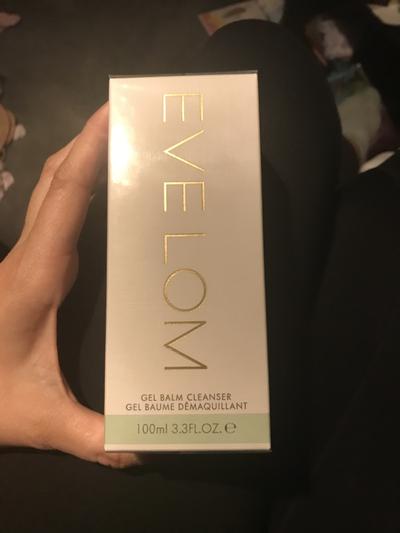 EVE LOM
GEL BALM CLEANSER
GEL BAUME DÉMAQUILLANT
100ml 3.3FL.OZ. ℮